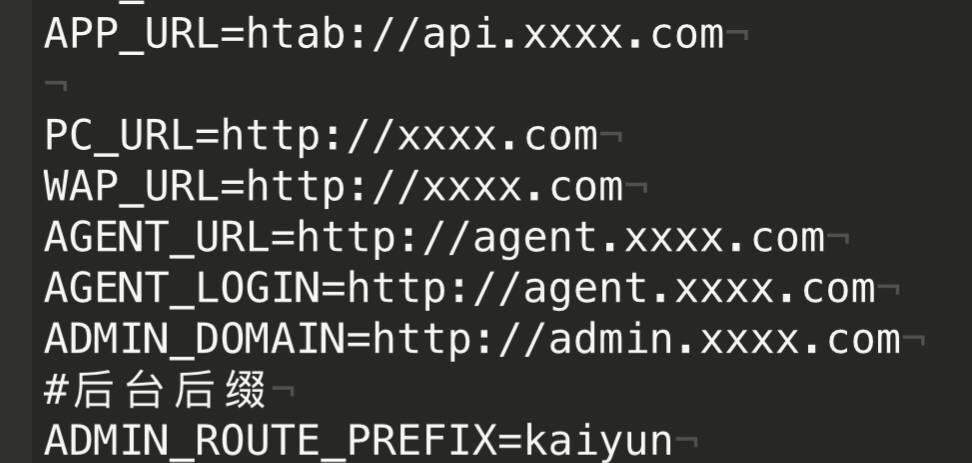 APP_URL=htab://api.xxxx.com¬
¬
PC_URL=http://xxxx.com¬
WAP_URL=http://xxxx.com¬
AGENT_URL=http://agent.xxxx.com¬
AGENT_LOGIN=http://agent.xxxx.com¬
ADMIN_DOMAIN=http://admin.xxxx.com¬
#后台后缀¬
ADMIN_ROUTE_PREFIX=kaiyun¬